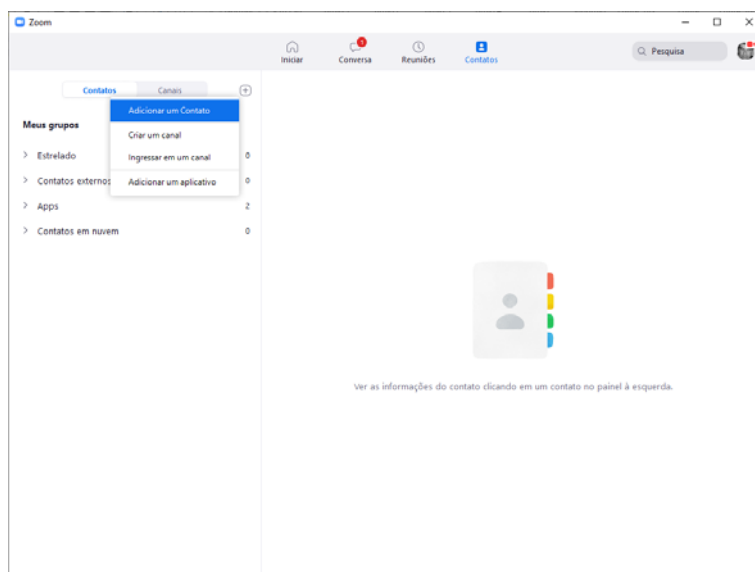 Zoom
Iniciar
1
Conversa
Reuniões
Contatos
Pesquisa
Contatos
Canais
Adicionar um Contato
Criar um canal
Ingressar em um canal
Adicionar um aplicativo
Meus grupos
Estrelado 0
Contatos externos 0
Apps 2
Contatos em nuvem 0
Ver as informações do contato clicando em um contato no painel à esquerda.